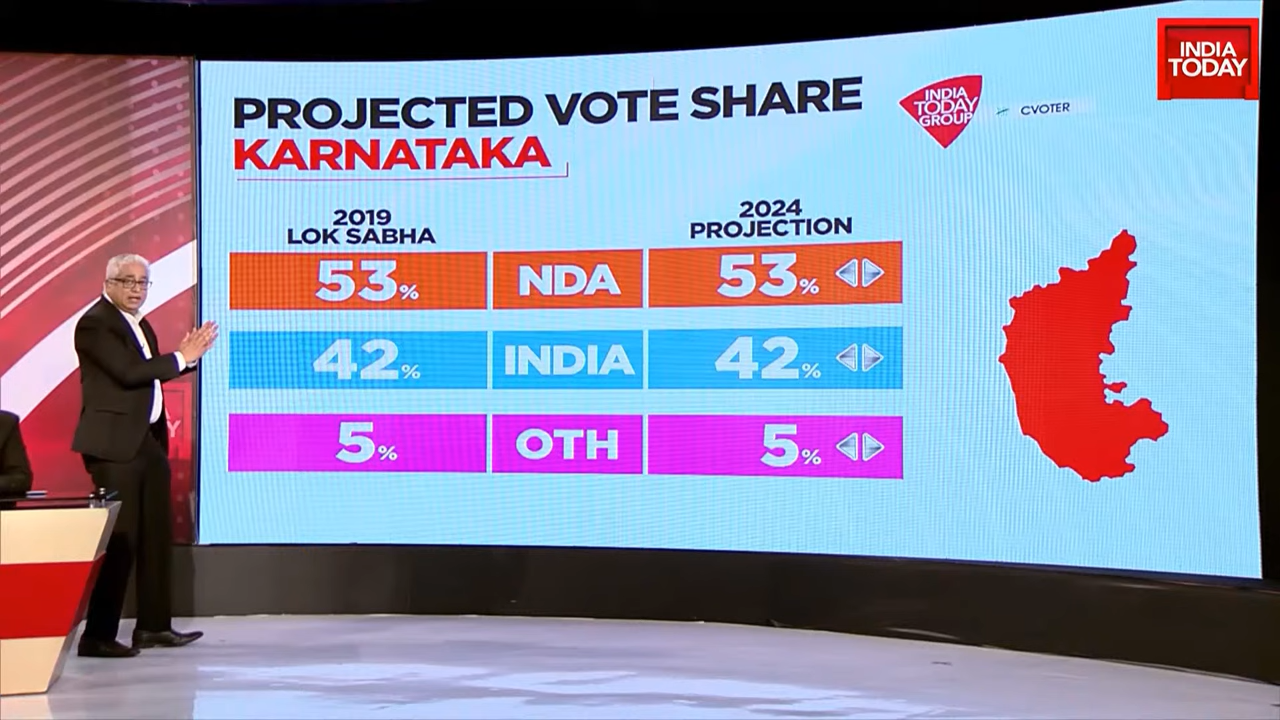 INDIA
TODAY
PROJECTED VOTE SHARE
KARNATAKA
INDIA
TODAY
GROUP
CVOTER
2019
LOK SABHA
2024
PROJECTION
53% NDA 53%
42% INDIA 42%
5% OTH 5%
Y